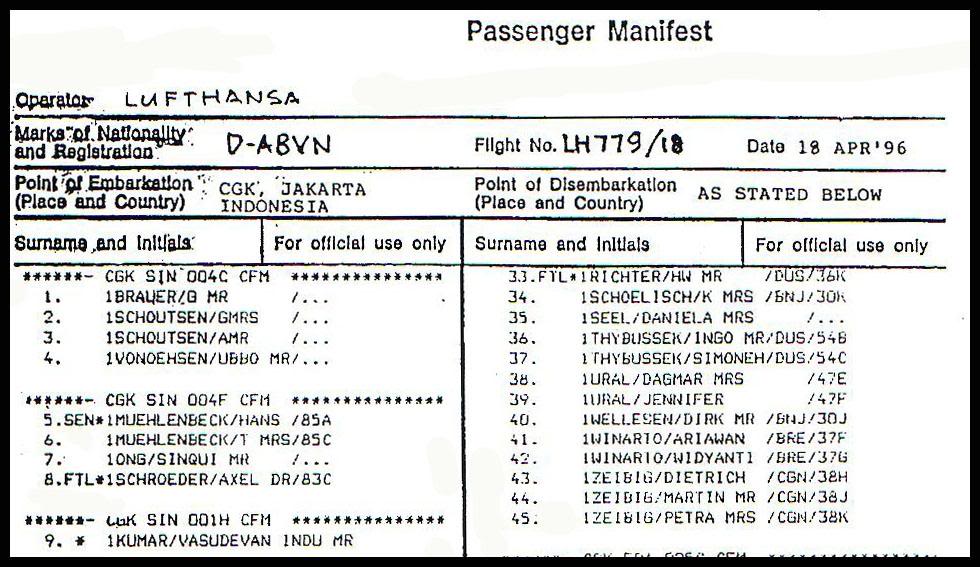 Passenger Manifest
Operator LUFTHANSA
Marks of Nationality and Registration D-ABVN Flight No. LH779/18 Date 18 APR'96
Point of Embarkation (Place and Country) CGK, JAKARTA INDONESIA Point of Disembarkation (Place and Country) AS STATED BELOW
Surname and Initials For official use only Surname and Initials For official use only
******- CGK SIN 004C CFM ***************
1. 1BRAUER/G MR /...
2. 1SCHOUTSEN/GMRS /...
3. 1SCHOUTSEN/AMR /...
4. 1VONOEHSEN/UBBO MR/...
******- CGK SIN 004F CFM ***************
5.SEN*1MUEHLENBECK/HANS /85A
6. 1MUEHLENBECK/T MRS/85C
7. 1ONG/SINQUI MR /...
8.FTL*1SCHROEDER/AXEL DR/83C
******- CGK SIN 001H CFM ***************
9. * 1KUMAR/VASUDEVAN INDU MR
33.FTL*1RICHTER/HW MR /DUS/36K
34. 1SCHOELISCH/K MRS /BNJ/30K
35. 1SEEL/DANIELA MRS /...
36. 1THYBUSSEK/INGO MR/DUS/54B
37. 1THYBUSSEK/SIMONEH/DUS/54C
38. 1URAL/DAGMAR MRS /47E
39. 1URAL/JENNIFER /47F
40. 1WELLESEN/DIRK MR /BNJ/30J
41. 1WINARTO/ARIAWAN /BRE/37F
42. 1WINARTO/WIDYANTI /BRE/37G
43. 1ZEIBIG/DIETRICH /CGN/38H
44. 1ZEIBIG/MARTIN MR /CGN/38J
45. 1ZEIBIG/PETRA MRS /CGN/38K